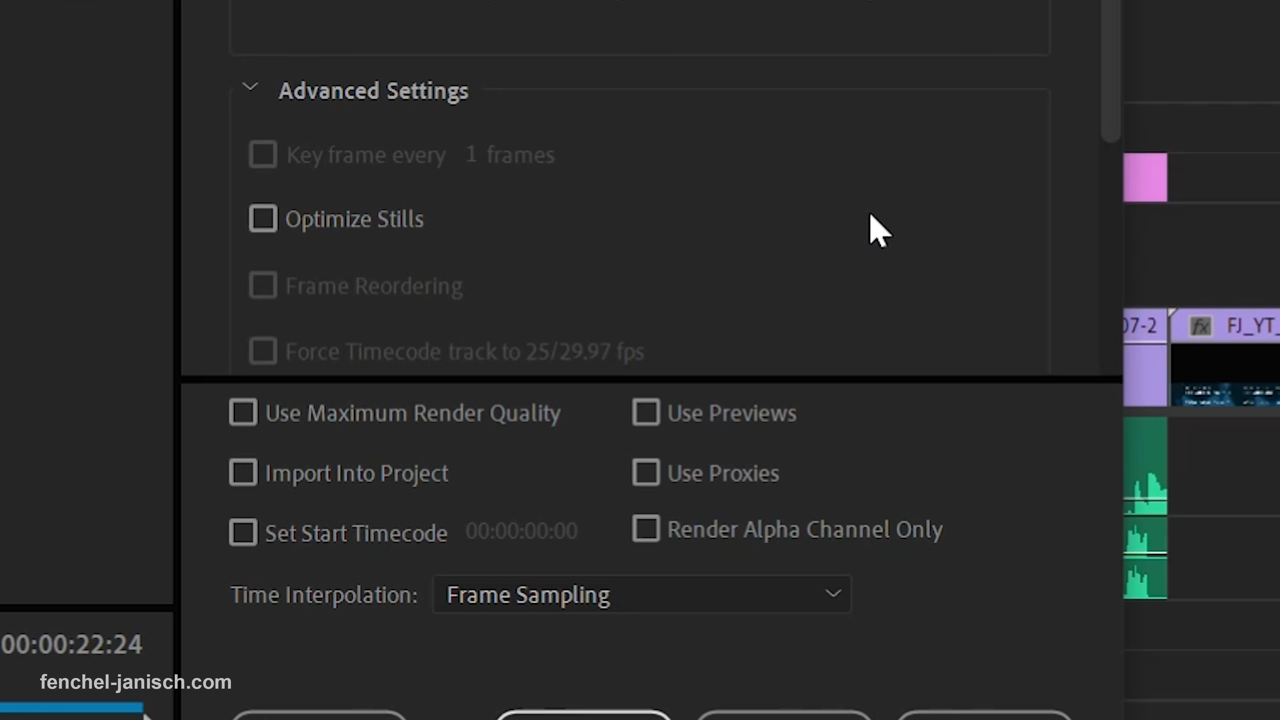 Advanced Settings
Key frame every 1 frames
Optimize Stills
Frame Reordering
Force Timecode track to 25/29.97 fps
Use Maximum Render Quality
Use Previews
Import Into Project
Use Proxies
Set Start Timecode 00:00:00:00
Render Alpha Channel Only
Time Interpolation: Frame Sampling
07-2
fx FJ_YT_
00:00:22:24
fenchel-janisch.com